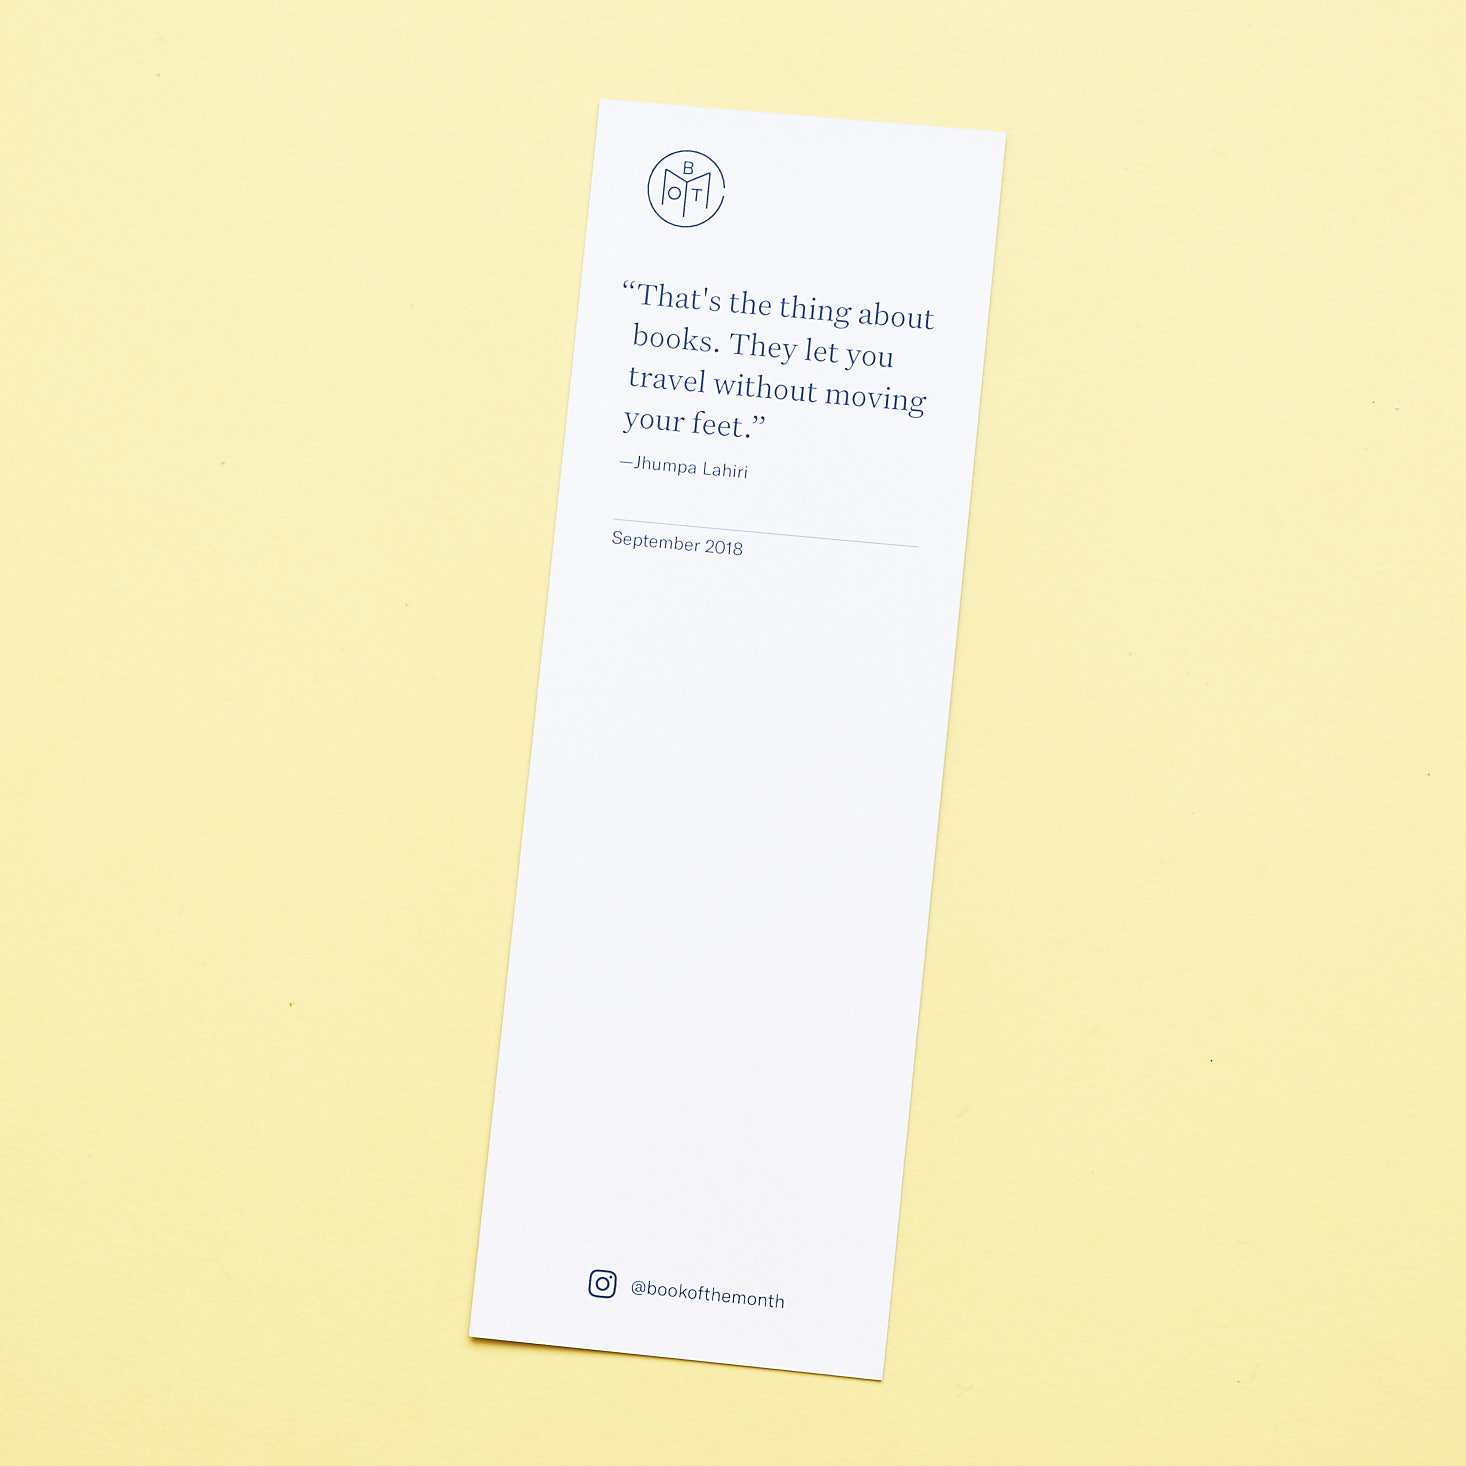 B
O T
“That's the thing about
books. They let you
travel without moving
your feet.”
—Jhumpa Lahiri
September 2018
@bookofthemonth